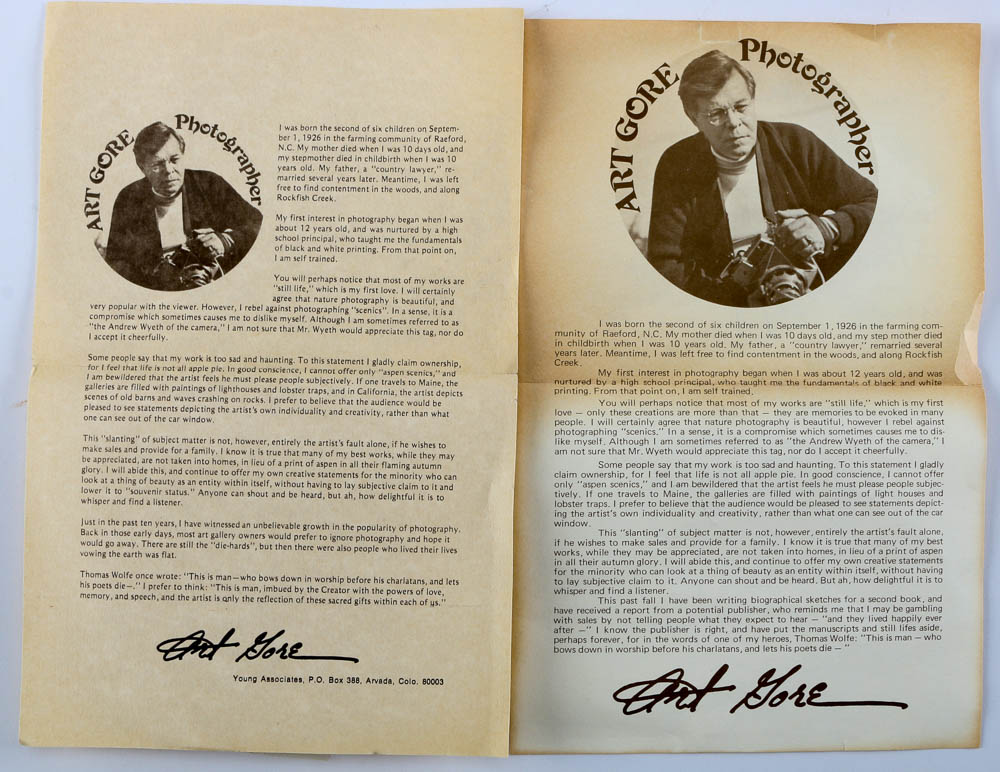 ART GORE Photographer
I was born the second of six children on Septem-
ber 1, 1926 in the farming community of Raeford,
N.C. My mother died when I was 10 days old, and
my stepmother died in childbirth when I was 10
years old. My father, a "country lawyer," re-
married several years later. Meantime, I was left
free to find contentment in the woods, and along
Rockfish Creek.
My first interest in photography began when I was
about 12 years old, and was nurtured by a high
school principal, who taught me the fundamentals
of black and white printing. From that point on,
I am self trained.
You will perhaps notice that most of my works are
"still life," which is my first love. I will certainly
agree that nature photography is beautiful, and
very popular with the viewer. However, I rebel against photographing "scenics". In a sense, it is a
compromise which sometimes causes me to dislike myself. Although I am sometimes referred to as
"the Andrew Wyeth of the camera," I am not sure that Mr. Wyeth would appreciate this tag, nor do
I accept it cheerfully.
Some people say that my work is too sad and haunting. To this statement I gladly claim ownership,
for I feel that life is not all apple pie. In good conscience, I cannot offer only "aspen scenics," and
I am bewildered that the artist feels he must please people subjectively. If one travels to Maine, the
galleries are filled with paintings of lighthouses and lobster traps, and in California, the artist depicts
scenes of old barns and waves crashing on rocks. I prefer to believe that the audience would be
pleased to see statements depicting the artist's own individuality and creativity, rather than what
one can see out of the car window.
This "slanting" of subject matter is not, however, entirely the artist's fault alone, if he wishes to
make sales and provide for a family. I know it is true that many of my best works, while they may
be appreciated, are not taken into homes, in lieu of a print of aspen in all their flaming autumn
glory. I will abide this, and continue to offer my own creative statements for the minority who can
look at a thing of beauty as an entity within itself, without having to lay subjective claim to it and
lower it to "souvenir status." Anyone can shout and be heard, but ah, how delightful it is to
whisper and find a listener.
Just in the past ten years, I have witnessed an unbelievable growth in the popularity of photography.
Back in those early days, most art gallery owners would prefer to ignore photography and hope it
would go away. There are still the "die-hards", but then there were also people who lived their lives
vowing the earth was flat.
Thomas Wolfe once wrote: "This is man—who bows down in worship before his charlatans, and lets
his poets die—." I prefer to think: "This is man, imbued by the Creator with the powers of love,
memory, and speech, and the artist is only the reflection of these sacred gifts within each of us."
Art Gore
Young Associates, P.O. Box 388, Arvada, Colo. 80003
ART GORE Photographer
I was born the second of six children on September 1, 1926 in the farming com-
munity of Raeford, N.C. My mother died when I was 10 days old, and my step mother died
in childbirth when I was 10 years old. My father, a "country lawyer," remarried several
years later. Meantime, I was left free to find contentment in the woods, and along Rockfish
Creek.
My first interest in photography began when I was about 12 years old, and was
nurtured by a high school principal, who taught me the fundamentals of black and white
printing. From that point on, I am self trained.
You will perhaps notice that most of my works are "still life," which is my first
love — only these creations are more than that — they are memories to be evoked in many
people. I will certainly agree that nature photography is beautiful, however I rebel against
photographing "scenics." In a sense, it is a compromise which sometimes causes me to dis-
like myself. Although I am sometimes referred to as "the Andrew Wyeth of the camera," I
am not sure that Mr. Wyeth would appreciate this tag, nor do I accept it cheerfully.
Some people say that my work is too sad and haunting. To this statement I gladly
claim ownership, for I feel that life is not all apple pie. In good conscience, I cannot offer
only "aspen scenics," and I am bewildered that the artist feels he must please people subjec-
tively. If one travels to Maine, the galleries are filled with paintings of light houses and
lobster traps. I prefer to believe that the audience would be pleased to see statements depict-
ing the artist's own individuality and creativity, rather than what one can see out of the car
window.
This "slanting" of subject matter is not, however, entirely the artist's fault alone,
if he wishes to make sales and provide for a family. I know it is true that many of my best
works, while they may be appreciated, are not taken into homes, in lieu of a print of aspen
in all their autumn glory. I will abide this, and continue to offer my own creative statements
for the minority who can look at a thing of beauty as an entity within itself, without having
to lay subjective claim to it. Anyone can shout and be heard. But ah, how delightful it is to
whisper and find a listener.
This past fall I have been writing biographical sketches for a second book, and
have received a report from a potential publisher, who reminds me that I may be gambling
with sales by not telling people what they expect to hear — "and they lived happily ever
after —" I know the publisher is right, and have put the manuscripts and still lifes aside,
perhaps forever, for in the words of one of my heroes, Thomas Wolfe: "This is man — who
bows down in worship before his charlatans, and lets his poets die — "
Art Gore